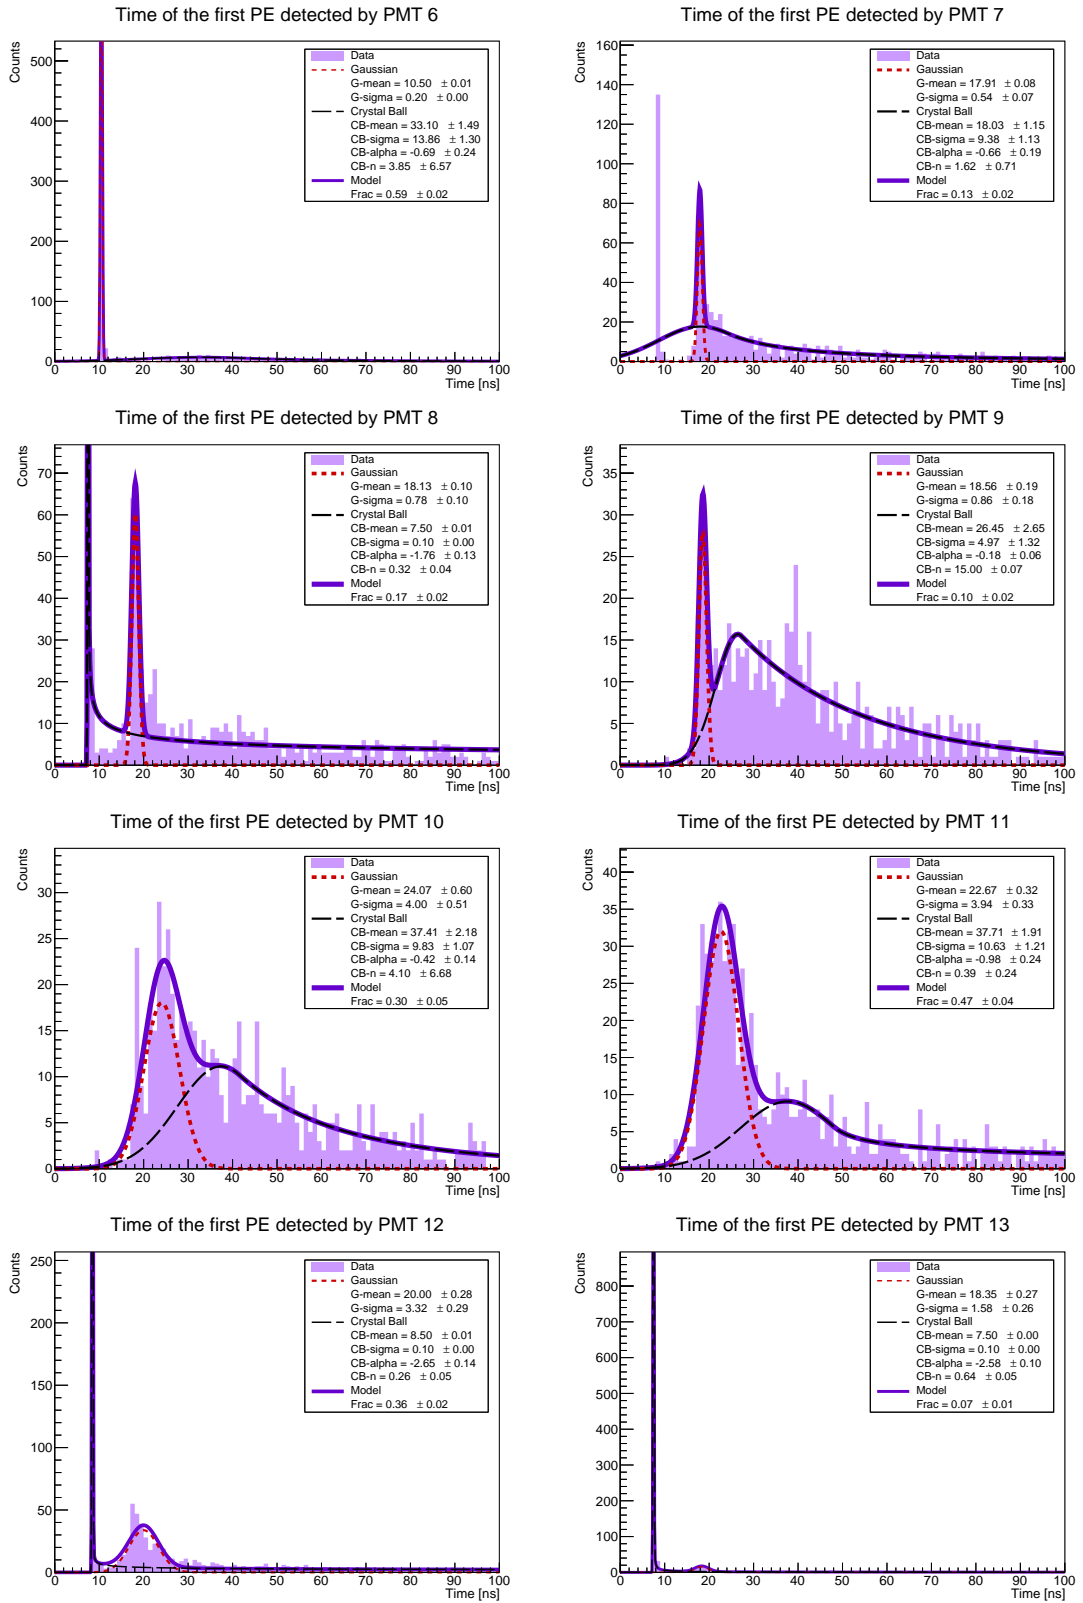 Time of the first PE detected by PMT 6
Counts
500
400
300
200
100
0
0 10 20 30 40 50 60 70 80 90 100
Time [ns]
Data
Gaussian
G-mean = 10.50 ± 0.01
G-sigma = 0.20 ± 0.00
Crystal Ball
CB-mean = 33.10 ± 1.49
CB-sigma = 13.86 ± 1.30
CB-alpha = -0.69 ± 0.24
CB-n = 3.85 ± 6.57
Model
Frac = 0.59 ± 0.02
Time of the first PE detected by PMT 7
Counts
160
140
120
100
80
60
40
20
0
0 10 20 30 40 50 60 70 80 90 100
Time [ns]
Data
Gaussian
G-mean = 17.91 ± 0.08
G-sigma = 0.54 ± 0.07
Crystal Ball
CB-mean = 18.03 ± 1.15
CB-sigma = 9.38 ± 1.13
CB-alpha = -0.66 ± 0.19
CB-n = 1.62 ± 0.71
Model
Frac = 0.13 ± 0.02
Time of the first PE detected by PMT 8
Counts
70
60
50
40
30
20
10
0
0 10 20 30 40 50 60 70 80 90 100
Time [ns]
Data
Gaussian
G-mean = 18.13 ± 0.10
G-sigma = 0.78 ± 0.10
Crystal Ball
CB-mean = 7.50 ± 0.01
CB-sigma = 0.10 ± 0.00
CB-alpha = -1.76 ± 0.13
CB-n = 0.32 ± 0.04
Model
Frac = 0.17 ± 0.02
Time of the first PE detected by PMT 9
Counts
35
30
25
20
15
10
5
0
0 10 20 30 40 50 60 70 80 90 100
Time [ns]
Data
Gaussian
G-mean = 18.56 ± 0.19
G-sigma = 0.86 ± 0.18
Crystal Ball
CB-mean = 26.45 ± 2.65
CB-sigma = 4.97 ± 1.32
CB-alpha = -0.18 ± 0.06
CB-n = 15.00 ± 0.07
Model
Frac = 0.10 ± 0.02
Time of the first PE detected by PMT 10
Counts
30
25
20
15
10
5
0
0 10 20 30 40 50 60 70 80 90 100
Time [ns]
Data
Gaussian
G-mean = 24.07 ± 0.60
G-sigma = 4.00 ± 0.51
Crystal Ball
CB-mean = 37.41 ± 2.18
CB-sigma = 9.83 ± 1.07
CB-alpha = -0.42 ± 0.14
CB-n = 4.10 ± 6.68
Model
Frac = 0.30 ± 0.05
Time of the first PE detected by PMT 11
Counts
40
35
30
25
20
15
10
5
0
0 10 20 30 40 50 60 70 80 90 100
Time [ns]
Data
Gaussian
G-mean = 22.67 ± 0.32
G-sigma = 3.94 ± 0.33
Crystal Ball
CB-mean = 37.71 ± 1.91
CB-sigma = 10.63 ± 1.21
CB-alpha = -0.98 ± 0.24
CB-n = 0.39 ± 0.24
Model
Frac = 0.47 ± 0.04
Time of the first PE detected by PMT 12
Counts
250
200
150
100
50
0
0 10 20 30 40 50 60 70 80 90 100
Time [ns]
Data
Gaussian
G-mean = 20.00 ± 0.28
G-sigma = 3.32 ± 0.29
Crystal Ball
CB-mean = 8.50 ± 0.01
CB-sigma = 0.10 ± 0.00
CB-alpha = -2.65 ± 0.14
CB-n = 0.26 ± 0.05
Model
Frac = 0.36 ± 0.02
Time of the first PE detected by PMT 13
Counts
800
700
600
500
400
300
200
100
0
0 10 20 30 40 50 60 70 80 90 100
Time [ns]
Data
Gaussian
G-mean = 18.35 ± 0.27
G-sigma = 1.58 ± 0.26
Crystal Ball
CB-mean = 7.50 ± 0.00
CB-sigma = 0.10 ± 0.00
CB-alpha = -2.58 ± 0.10
CB-n = 0.64 ± 0.05
Model
Frac = 0.07 ± 0.01